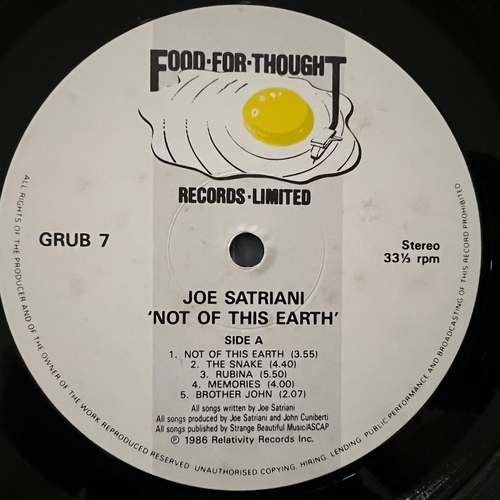 FOOD·FOR·THOUGHT
RECORDS·LIMITED
GRUB 7
Stereo
33⅓ rpm
JOE SATRIANI
'NOT OF THIS EARTH'
SIDE A
1. NOT OF THIS EARTH (3.55)
2. THE SNAKE (4.40)
3. RUBINA (5.50)
4. MEMORIES (4.00)
5. BROTHER JOHN (2.07)
All songs written by Joe Satriani
All songs produced by Joe Satriani and John Cuniberti
All songs published by Strange Beautiful Music/ASCAP
℗ 1986 Relativity Records Inc.
ALL RIGHTS OF THE PRODUCER AND OF THE OWNER OF THE WORK REPRODUCED RESERVED. UNAUTHORISED COPYING, HIRING, LENDING, PUBLIC PERFORMANCE AND BROADCASTING OF THIS RECORD PROHIBITED